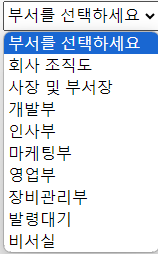 부서를 선택하세요
부서를 선택하세요
회사 조직도
사장 및 부서장
개발부
인사부
마케팅부
영업부
장비관리부
발령대기
비서실